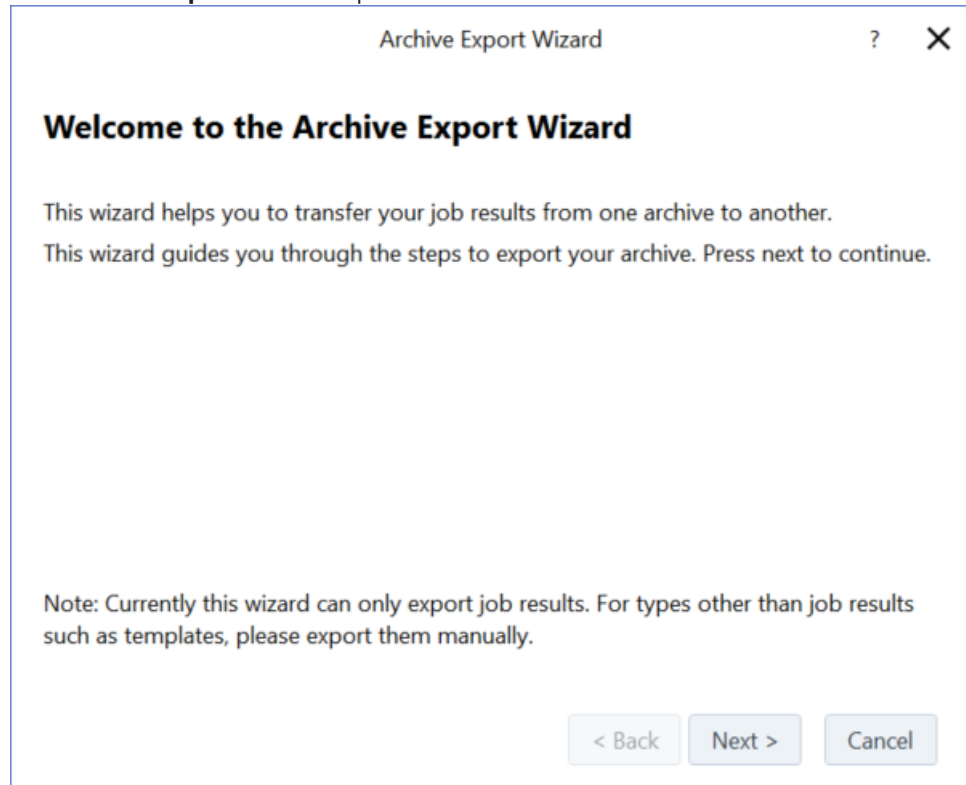 Archive Export Wizard ?
Welcome to the Archive Export Wizard
This wizard helps you to transfer your job results from one archive to another.
This wizard guides you through the steps to export your archive. Press next to continue.
Note: Currently this wizard can only export job results. For types other than job results
such as templates, please export them manually.
< Back Next > Cancel